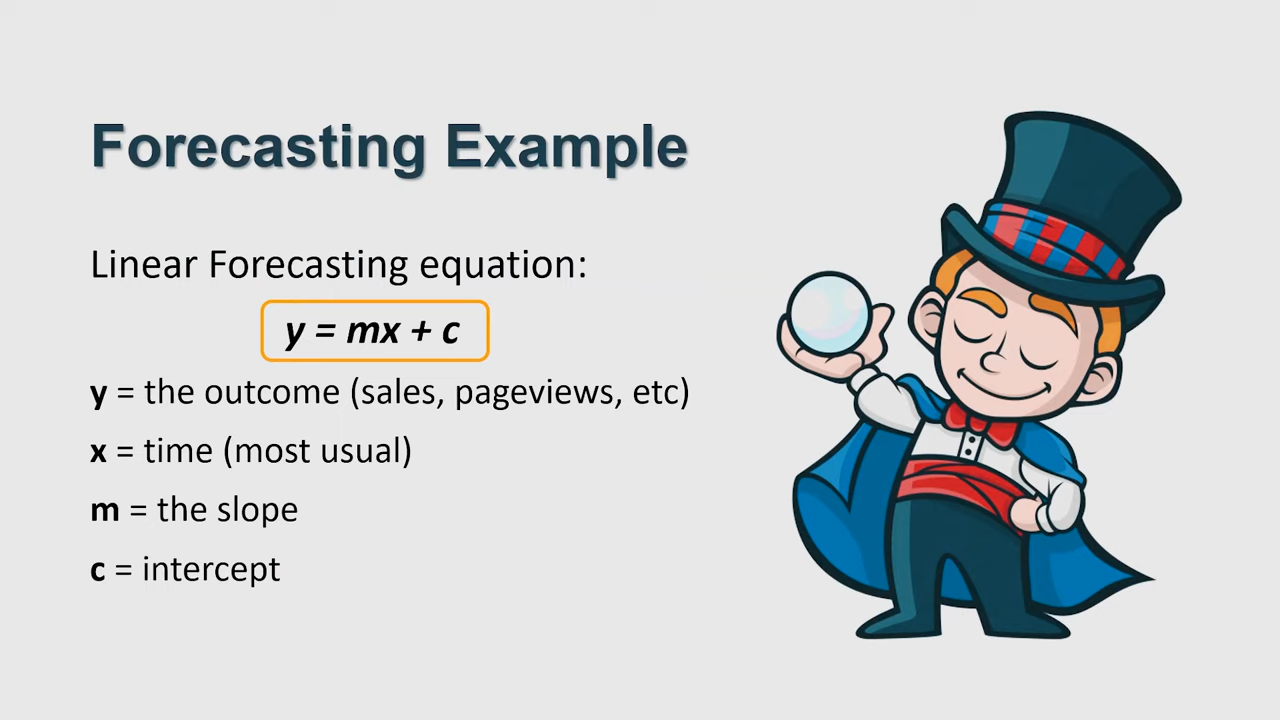 Forecasting Example
Linear Forecasting equation:
y = mx + c
y = the outcome (sales, pageviews, etc)
x = time (most usual)
m = the slope
c = intercept